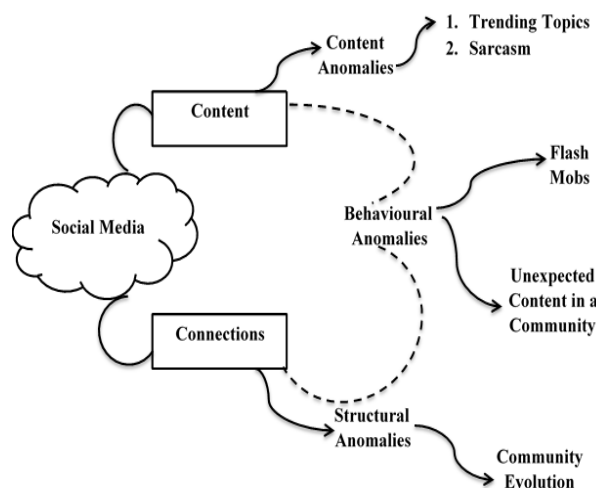 1. Trending Topics
2. Sarcasm
Content
Anomalies
Content
Flash
Mobs
Social Media
Behavioural
Anomalies
Unexpected
Content in a
Community
Connections
Structural
Anomalies
Community
Evolution